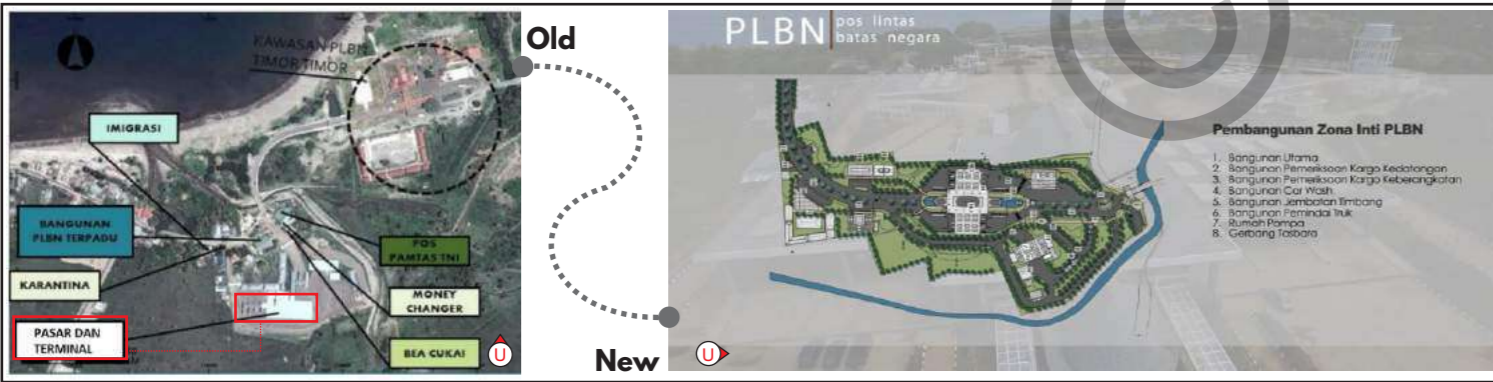 KAWASAN PLBN
TIMOR TIMOR
IMIGRASI
BANGUNAN
PLBN TERPADU
KARANTINA
PASAR DAN
TERMINAL
POS
PAMTAS TNI
MONEY
CHANGER
BEA CUKAI
U
Old
New
PLBN
pos lintas
batas negara
Pembangunan Zona Inti PLBN
1. Bangunan Utama
2. Bangunan Pemeriksaan Kargo Kedatangan
3. Bangunan Pemeriksaan Kargo Keberangkatan
4. Bangunan Car Wash
5. Bangunan Jembatan Timbang
6. Bangunan Pemindai Truk
7. Rumah Pompa
8. Gerbang Tasbara
U